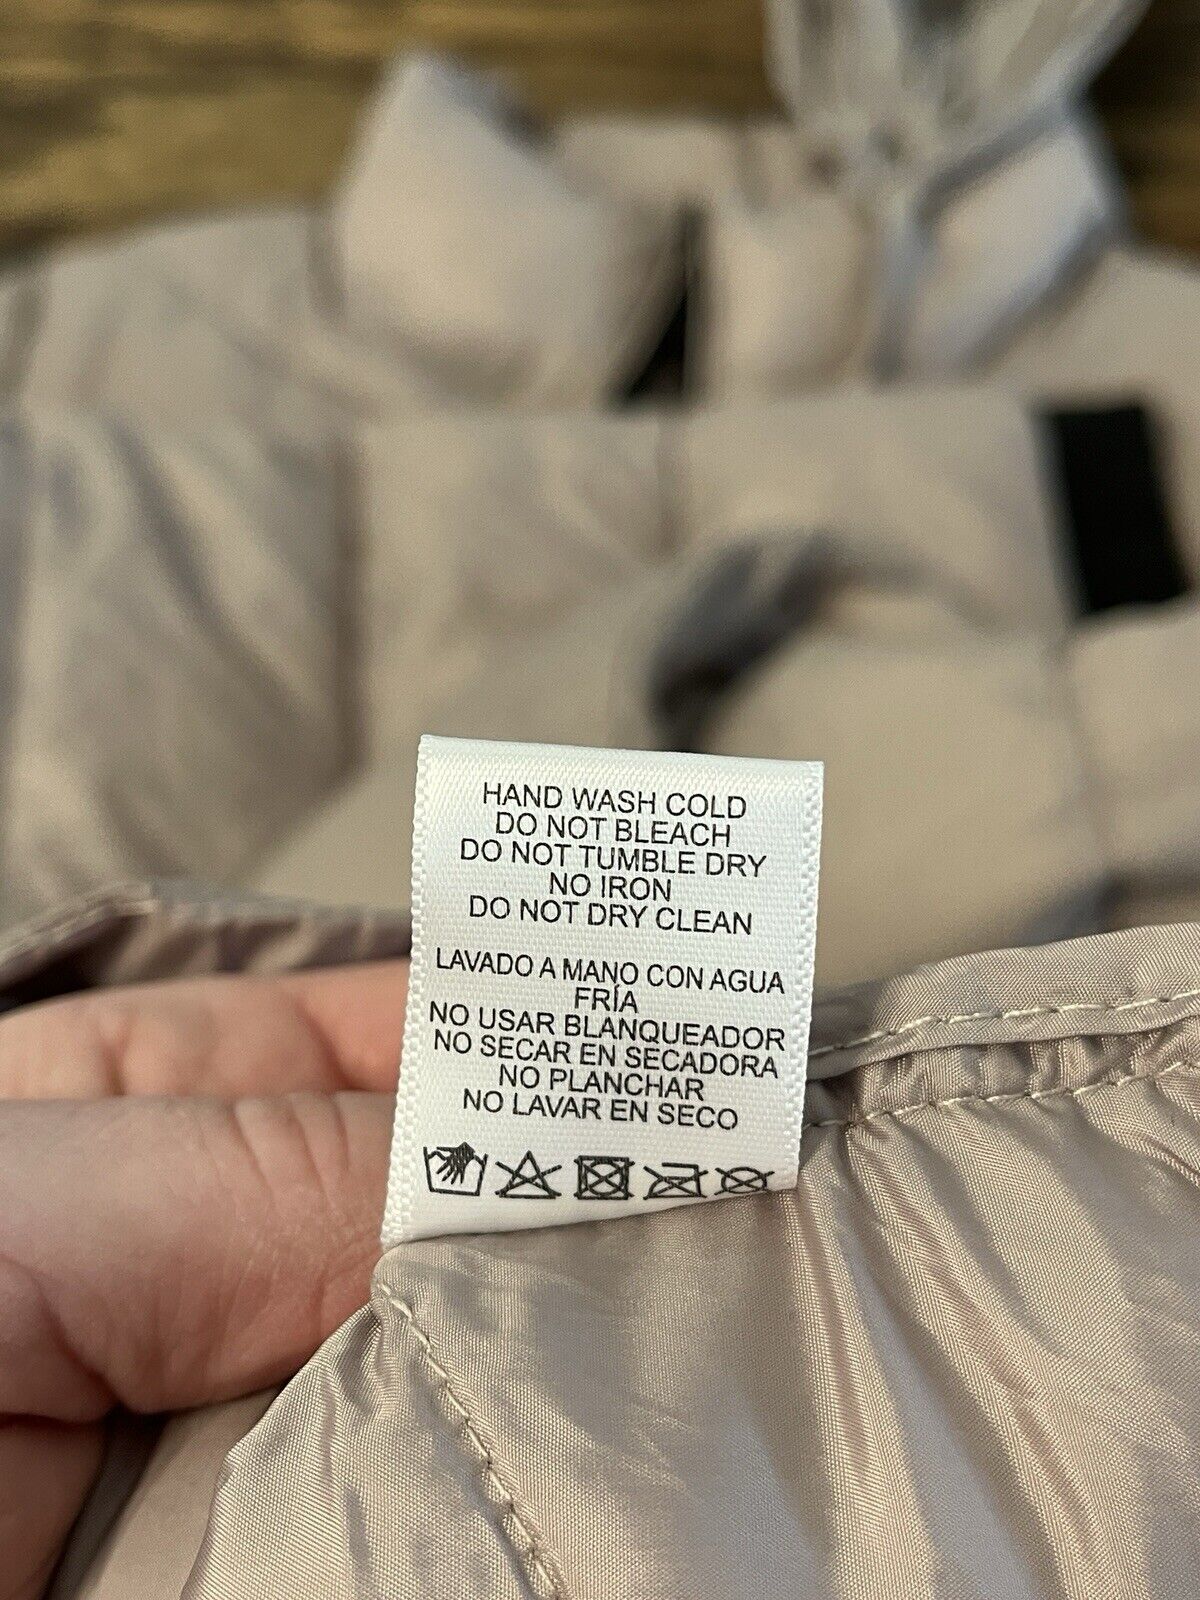 HAND WASH COLD
DO NOT BLEACH
DO NOT TUMBLE DRY
NO IRON
DO NOT DRY CLEAN
LAVADO A MANO CON AGUA
FRÍA
NO USAR BLANQUEADOR
NO SECAR EN SECADORA
NO PLANCHAR
NO LAVAR EN SECO